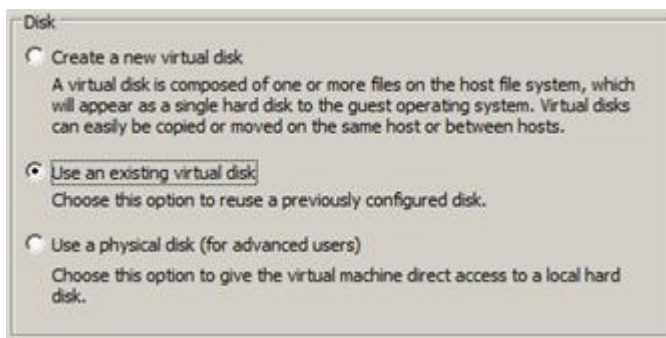 Disk
Create a new virtual disk
A virtual disk is composed of one or more files on the host file system, which
will appear as a single hard disk to the guest operating system. Virtual disks
can easily be copied or moved on the same host or between hosts.
Use an existing virtual disk
Choose this option to reuse a previously configured disk.
Use a physical disk (for advanced users)
Choose this option to give the virtual machine direct access to a local hard
disk.